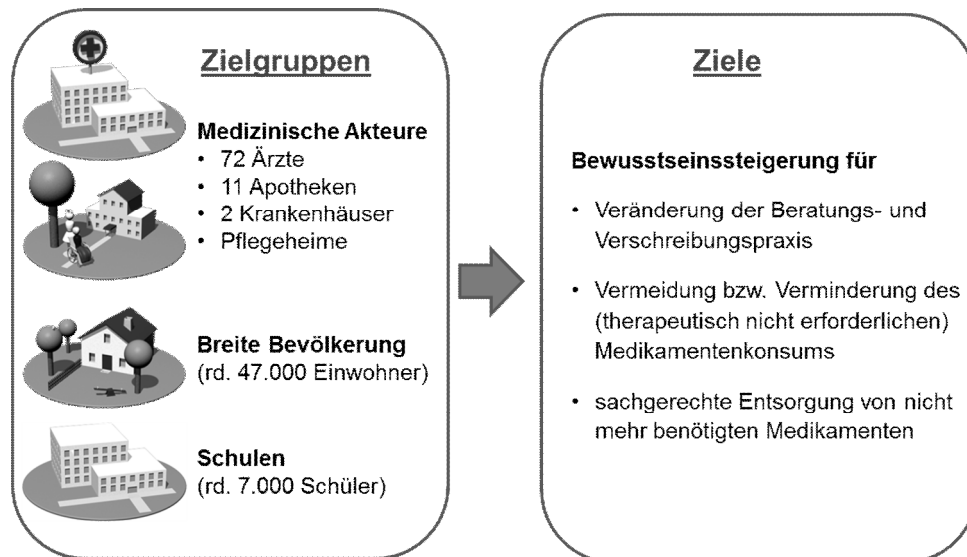 Zielgruppen
Medizinische Akteure
• 72 Ärzte
• 11 Apotheken
• 2 Krankenhäuser
• Pflegeheime
Breite Bevölkerung
(rd. 47.000 Einwohner)
Schulen
(rd. 7.000 Schüler)
Ziele
Bewusstseinssteigerung für
• Veränderung der Beratungs- und
Verschreibungspraxis
• Vermeidung bzw. Verminderung des
(therapeutisch nicht erforderlichen)
Medikamentenkonsums
• sachgerechte Entsorgung von nicht
mehr benötigten Medikamenten